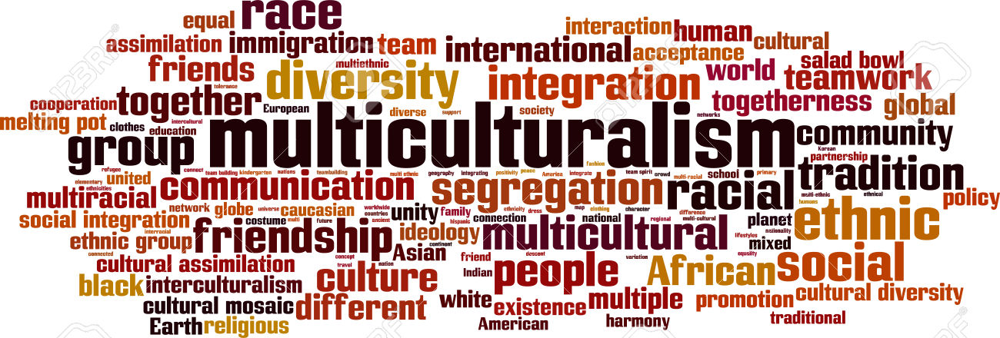 race
equal
interaction
human
cultural
assimilation
immigration
team
international
acceptance
salad bowl
friends
multiethnic
diversity
integration
world
teamwork
tolerance
cooperation
together
European
diverse
support
society
togetherness
global
melting pot
clothes
intercultural
education
multiculturalism
networks
community
group
Korean
partnership
refugee
connect
team building
kindergarten
nations
teambuilding
multi ethnic
geography
integrating
positivity
peace
America
fashion
integrate
team spirit
crowd
multi-racial
school
primary
tradition
elementary
united
ethnicities
multiracial
communication
segregation
racial
multi-ethnic
ethnical
policy
network
globe
universe
caucasian
worldwide
countries
unity
family
ethnicity
map
clothing
character
difference
humans
social integration
costume
multi
future
ancient
hispanic
connection
dress
national
regional
multi-cultural
planet
ethnic
interracial
friendship
ideology
multicultural
lifestyles
nationality
ethnic group
continent
mixed
connected
Asian
friend
descent
variation
equality
social
cultural assimilation
concept
travel
nation
culture
Indian
people
African
black
interculturalism
white
multiple
promotion
cultural diversity
cultural mosaic
different
existence
Earth
religious
American
harmony
traditional
123RF